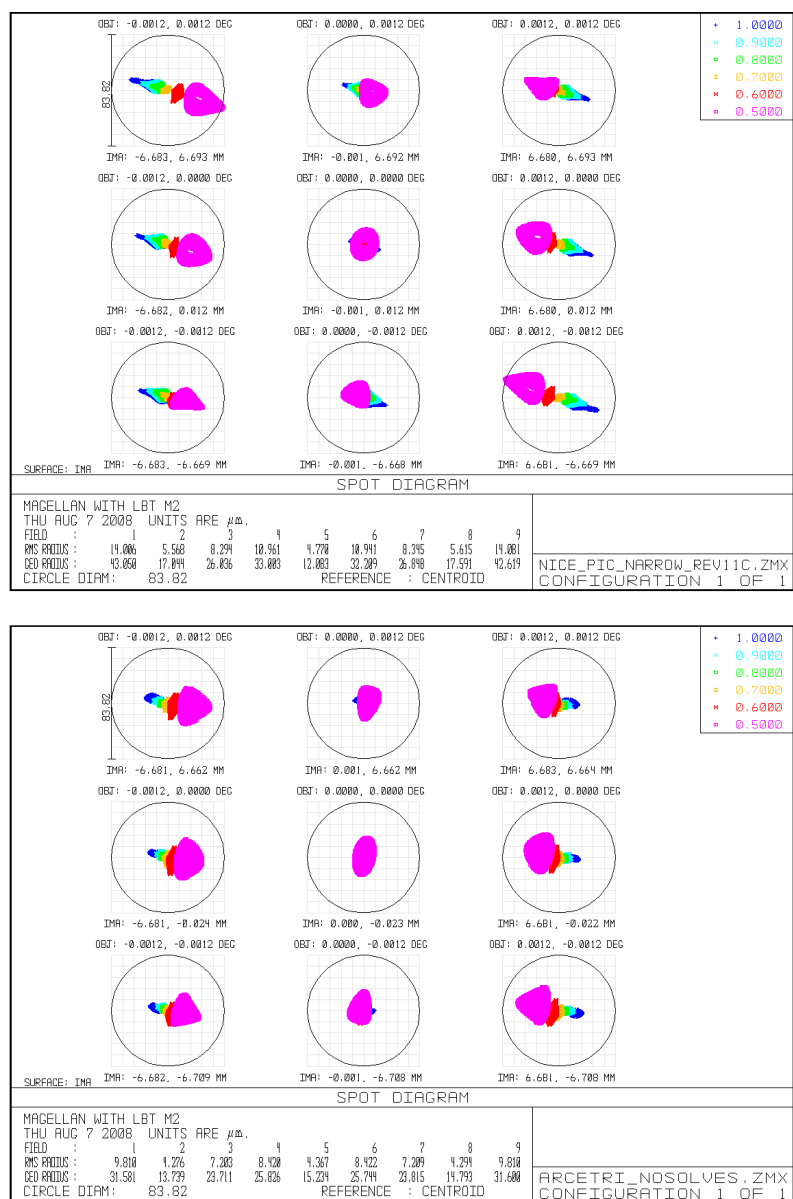 OBJ: -0.0012, 0.0012 DEG
OBJ: 0.0000, 0.0012 DEG
OBJ: 0.0012, 0.0012 DEG
+ 1.0000
× 0.9000
0.8000
0.7000
0.6000
0.5000
83.82
IMA: -6.683, 6.693 MM
IMA: -0.001, 6.692 MM
IMA: 6.680, 6.693 MM
OBJ: -0.0012, 0.0000 DEG
OBJ: 0.0000, 0.0000 DEG
OBJ: 0.0012, 0.0000 DEG
IMA: -6.682, 0.012 MM
IMA: -0.001, 0.012 MM
IMA: 6.680, 0.012 MM
OBJ: -0.0012, -0.0012 DEG
OBJ: 0.0000, -0.0012 DEG
OBJ: 0.0012, -0.0012 DEG
IMA: -6.683, -6.669 MM
IMA: -0.001, -6.668 MM
IMA: 6.681, -6.669 MM
SURFACE: IMA
SPOT DIAGRAM
MAGELLAN WITH LBT M2
THU AUG 7 2008 UNITS ARE µm.
FIELD : 1 2 3 4 5 6 7 8 9
RMS RADIUS : 14.006 5.568 8.294 10.961 4.770 10.941 8.345 5.615 14.081
GEO RADIUS : 43.050 17.044 26.036 33.003 12.083 32.209 26.848 17.591 42.619
CIRCLE DIAM: 83.82 REFERENCE : CENTROID
NICE_PIC_NARROW_REV11C.ZMX
CONFIGURATION 1 OF 1
OBJ: -0.0012, 0.0012 DEG
OBJ: 0.0000, 0.0012 DEG
OBJ: 0.0012, 0.0012 DEG
+ 1.0000
× 0.9000
0.8000
0.7000
0.6000
0.5000
83.82
IMA: -6.681, 6.662 MM
IMA: 0.001, 6.662 MM
IMA: 6.683, 6.664 MM
OBJ: -0.0012, 0.0000 DEG
OBJ: 0.0000, 0.0000 DEG
OBJ: 0.0012, 0.0000 DEG
IMA: -6.681, -0.024 MM
IMA: 0.000, -0.023 MM
IMA: 6.681, -0.022 MM
OBJ: -0.0012, -0.0012 DEG
OBJ: 0.0000, -0.0012 DEG
OBJ: 0.0012, -0.0012 DEG
IMA: -6.682, -6.709 MM
IMA: -0.001, -6.708 MM
IMA: 6.681, -6.708 MM
SURFACE: IMA
SPOT DIAGRAM
MAGELLAN WITH LBT M2
THU AUG 7 2008 UNITS ARE µm.
FIELD : 1 2 3 4 5 6 7 8 9
RMS RADIUS : 9.810 4.276 7.203 8.420 4.367 8.422 7.209 4.294 9.810
GEO RADIUS : 31.581 13.739 23.711 25.826 15.234 25.744 23.815 14.793 31.600
CIRCLE DIAM: 83.82 REFERENCE : CENTROID
ARCETRI_NOSOLVES.ZMX
CONFIGURATION 1 OF 1